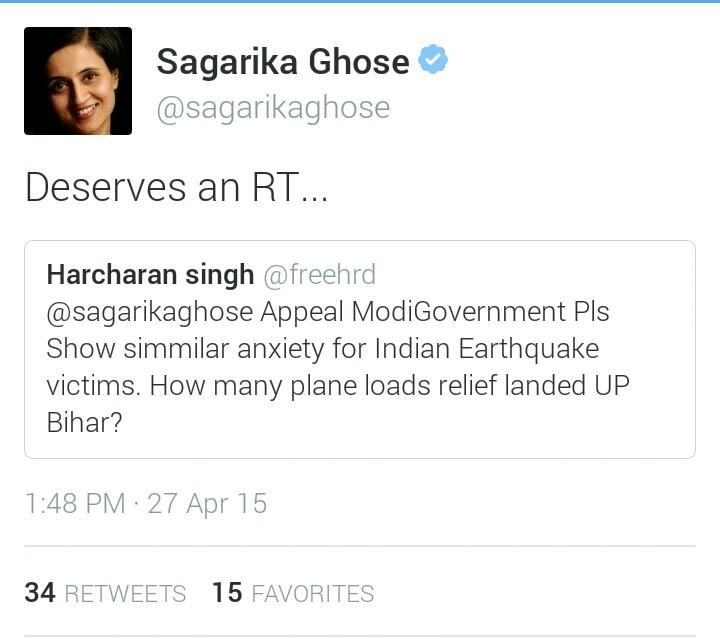 Sagarika Ghose
@sagarikaghose
Deserves an RT...
Harcharan singh @freehrd
@sagarikaghose Appeal ModiGovernment Pls
Show simmilar anxiety for Indian Earthquake
victims. How many plane loads relief landed UP
Bihar?
1:48 PM · 27 Apr 15
34 RETWEETS 15 FAVORITES